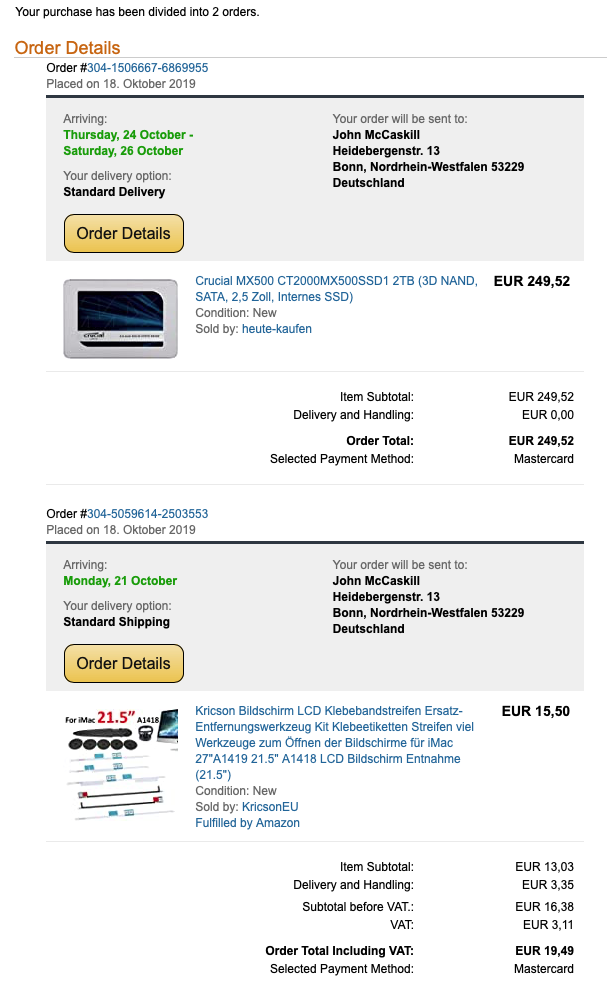 Your purchase has been divided into 2 orders.
Order Details
Order #304-1506667-6869955
Placed on 18. Oktober 2019
Arriving:
Thursday, 24 October -
Saturday, 26 October
Your delivery option:
Standard Delivery
Order Details
Your order will be sent to:
John McCaskill
Heidebergenstr. 13
Bonn, Nordrhein-Westfalen 53229
Deutschland
crucial
Crucial MX500 CT2000MX500SSD1 2TB (3D NAND,
SATA, 2,5 Zoll, Internes SSD)
Condition: New
Sold by: heute-kaufen
EUR 249,52
Item Subtotal: EUR 249,52
Delivery and Handling: EUR 0,00
Order Total: EUR 249,52
Selected Payment Method: Mastercard
Order #304-5059614-2503553
Placed on 18. Oktober 2019
Arriving:
Monday, 21 October
Your delivery option:
Standard Shipping
Order Details
Your order will be sent to:
John McCaskill
Heidebergenstr. 13
Bonn, Nordrhein-Westfalen 53229
Deutschland
For iMac 21.5" A1418
Kricson Bildschirm LCD Klebebandstreifen Ersatz-
Entfernungswerkzeug Kit Klebeetiketten Streifen viel
Werkzeuge zum Öffnen der Bildschirme für iMac
27"A1419 21.5" A1418 LCD Bildschirm Entnahme
(21.5")
Condition: New
Sold by: KricsonEU
Fulfilled by Amazon
EUR 15,50
Item Subtotal: EUR 13,03
Delivery and Handling: EUR 3,35
Subtotal before VAT.: EUR 16,38
VAT: EUR 3,11
Order Total Including VAT: EUR 19,49
Selected Payment Method: Mastercard